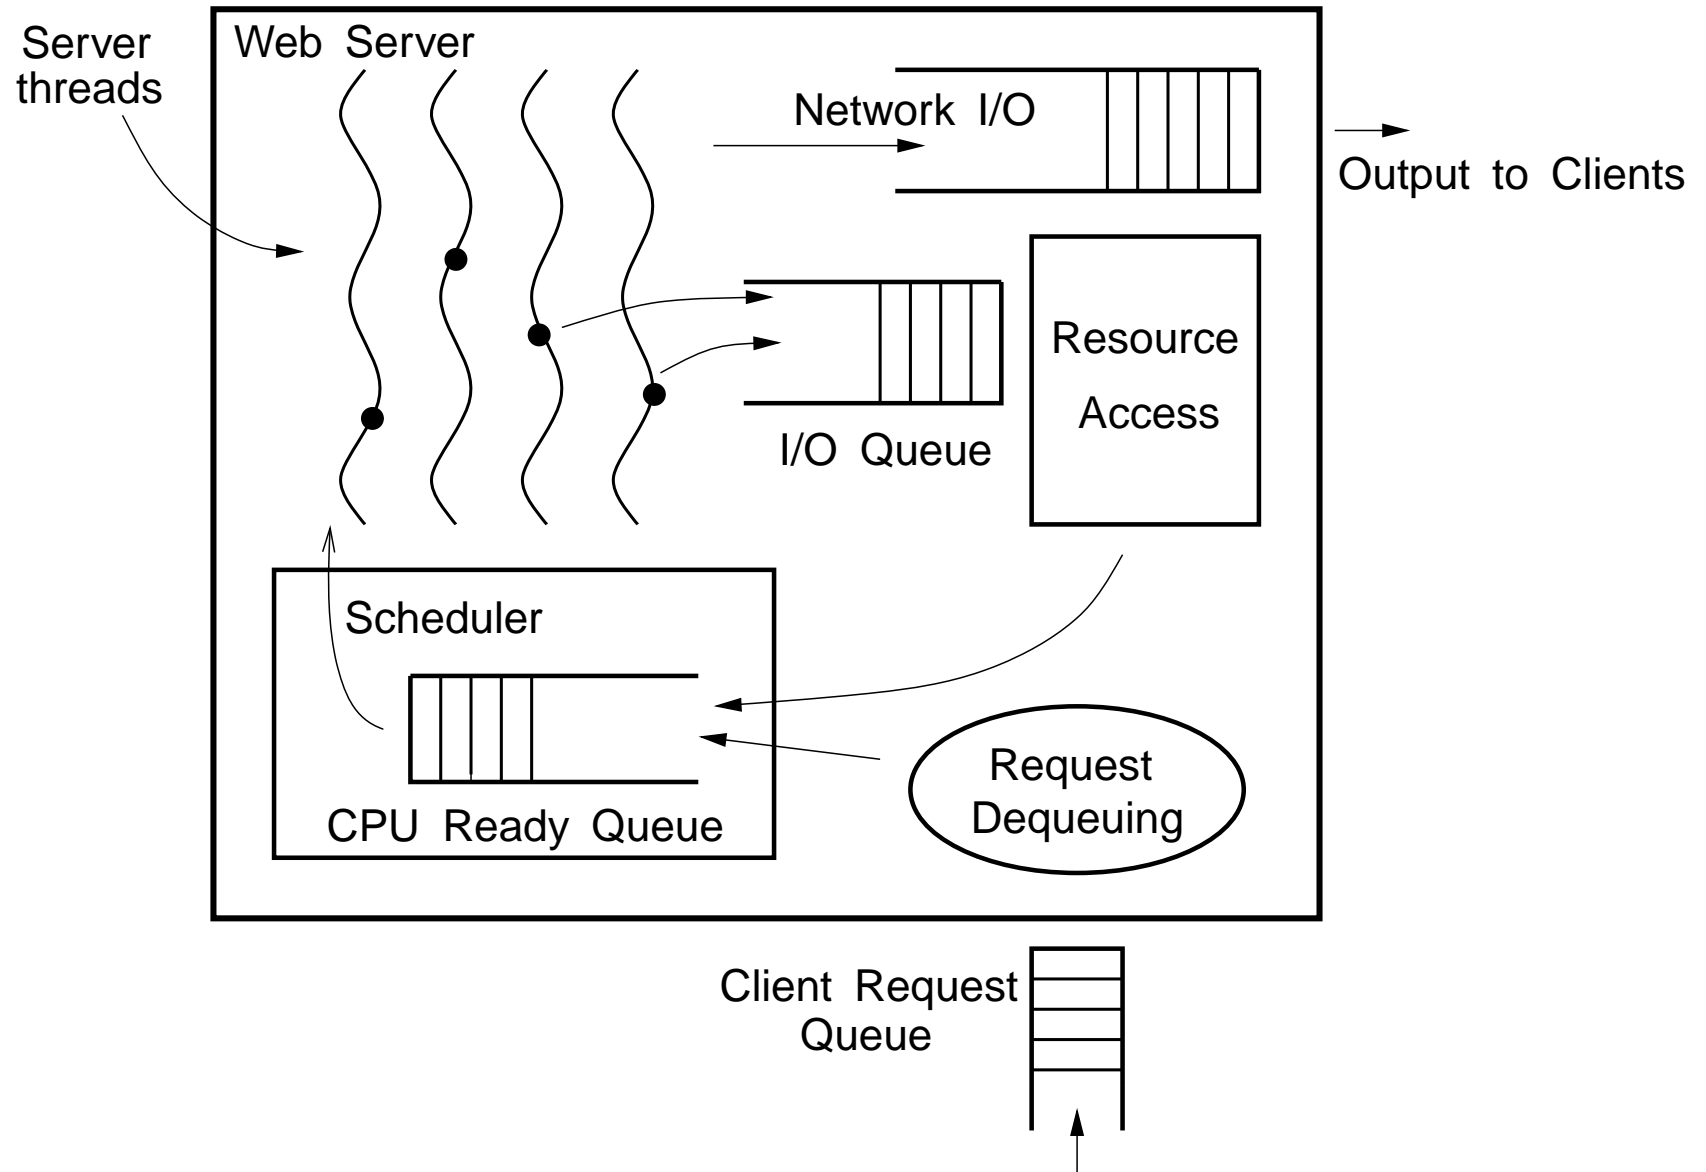 Server
threads
Web Server
Network I/O
Output to Clients
Resource
Access
I/O Queue
Scheduler
CPU Ready Queue
Request
Dequeuing
Client Request
Queue